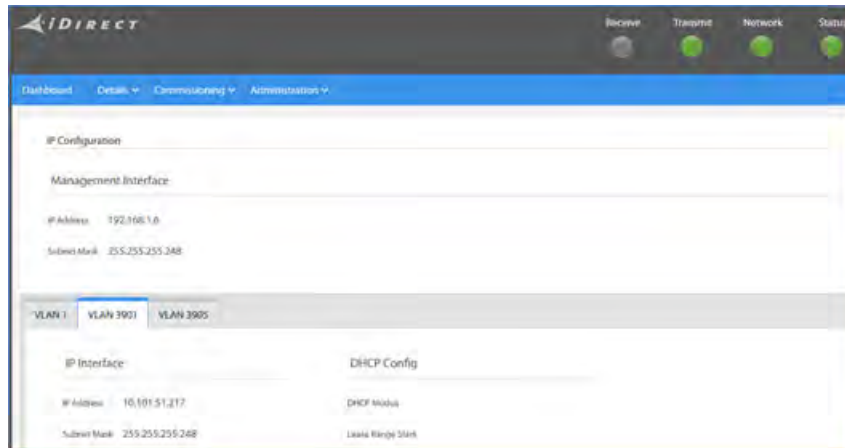 iDIRECT
Receive Transmit Network Status
Dashboard Details Commissioning Administration
IP Configuration
Management Interface
IP Address 192.168.1.6
Subnet Mask 255.255.255.248
VLAN 1 VLAN 3901 VLAN 3905
IP Interface DHCP Config
IP Address 10.101.51.217 DHCP Modus
Subnet Mask 255.255.255.248 Lease Range Start